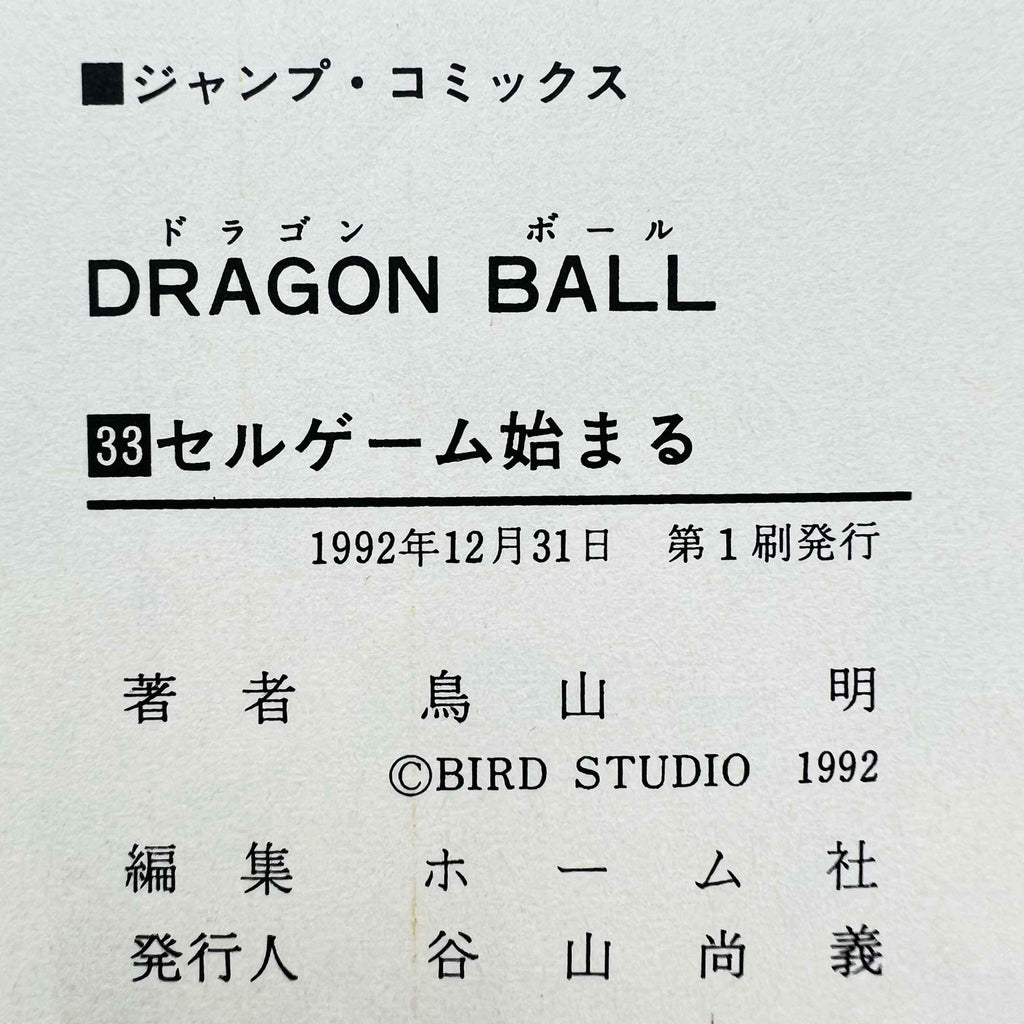 ■ジャンプ・コミックス
ドラゴン ボール
DRAGON BALL
33セルゲーム始まる
1992年12月31日 第1刷発行
著者 鳥山明
©BIRD STUDIO 1992
編集 ホーム社
発行人 谷山尚義